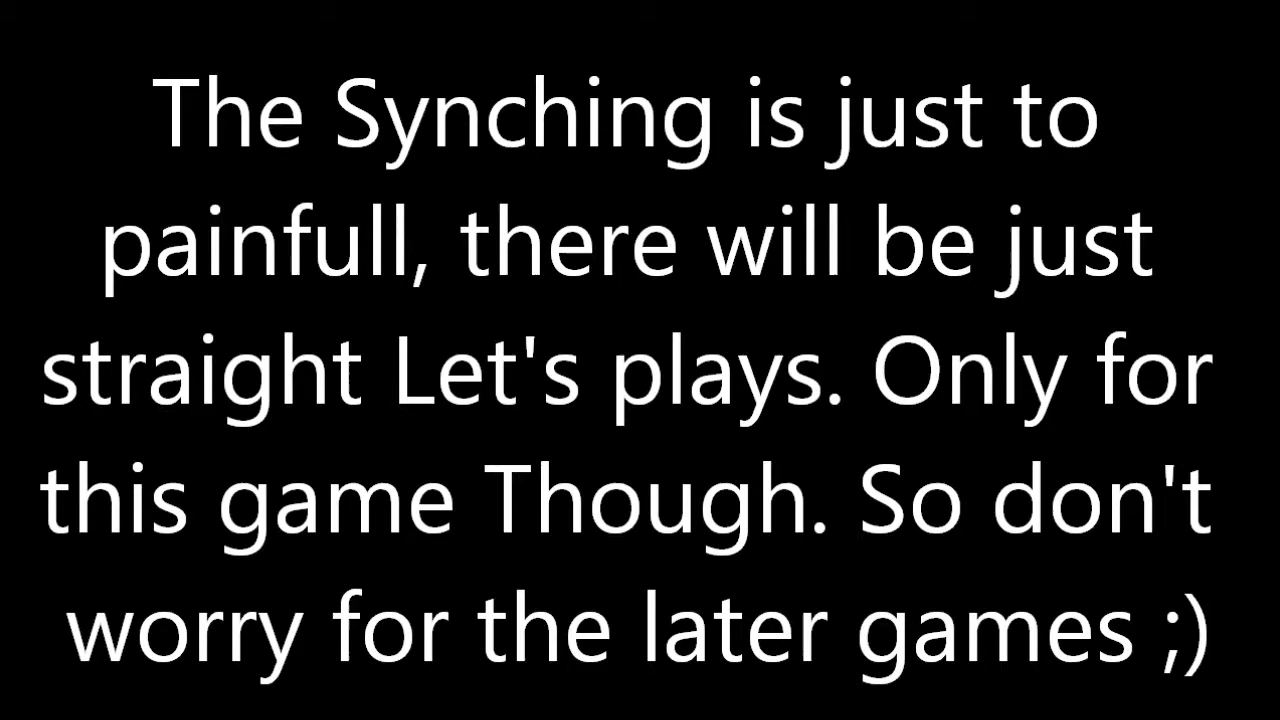 The Synching is just to
painfull, there will be just
straight Let's plays. Only for
this game Though. So don't
worry for the later games ;)